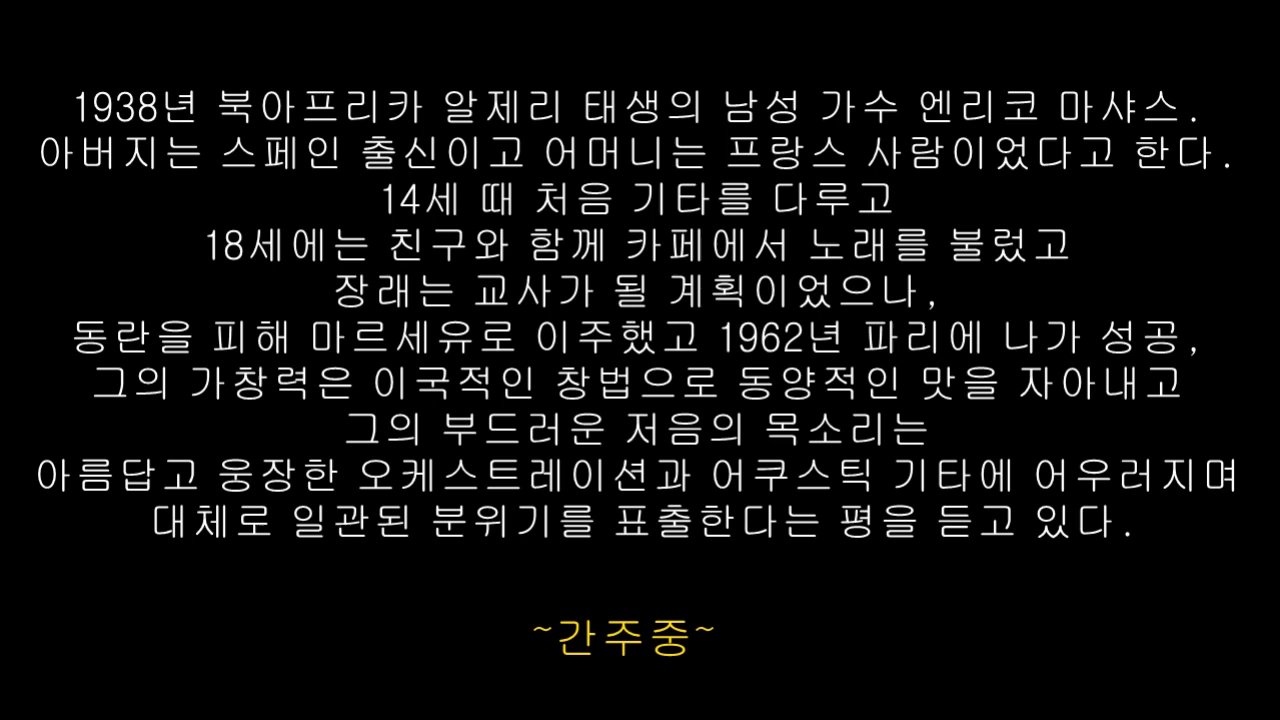 1938년 북아프리카 알제리 태생의 남성 가수 엔리코 마샤스.
아버지는 스페인 출신이고 어머니는 프랑스 사람이었다고 한다.
14세 때 처음 기타를 다루고
18세에는 친구와 함께 카페에서 노래를 불렀고
장래는 교사가 될 계획이었으나,
동란을 피해 마르세유로 이주했고 1962년 파리에 나가 성공,
그의 가창력은 이국적인 창법으로 동양적인 맛을 자아내고
그의 부드러운 저음의 목소리는
아름답고 웅장한 오케스트레이션과 어쿠스틱 기타에 어우러지며
대체로 일관된 분위기를 표출한다는 평을 듣고 있다.
~간주중~